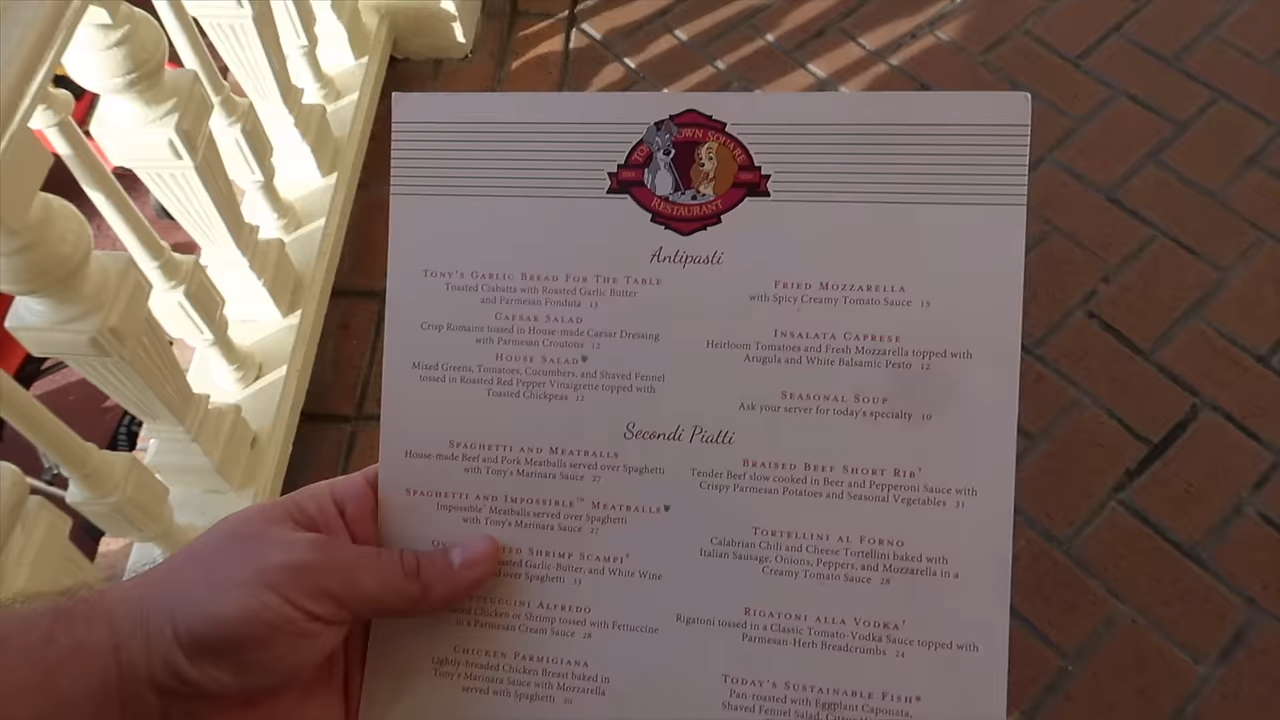 TOWN SQUARE
RESTAURANT
Antipasti
TONY'S GARLIC BREAD FOR THE TABLE
Toasted Ciabatta with Roasted Garlic Butter
and Parmesan Fonduta 13
CAESAR SALAD
Crisp Romaine tossed in House-made Caesar Dressing
with Parmesan Croutons 12
HOUSE SALAD
Mixed Greens, Tomatoes, Cucumbers, and Shaved Fennel
tossed in Roasted Red Pepper Vinaigrette topped with
Toasted Chickpeas 12
FRIED MOZZARELLA
with Spicy Creamy Tomato Sauce 15
INSALATA CAPRESE
Heirloom Tomatoes and Fresh Mozzarella topped with
Arugula and White Balsamic Pesto 12
SEASONAL SOUP
Ask your server for today's specialty 10
Secondi Piatti
SPAGHETTI AND MEATBALLS
House-made Beef and Pork Meatballs served over Spaghetti
with Tony's Marinara Sauce 27
SPAGHETTI AND IMPOSSIBLE™ MEATBALLS
Impossible™ Meatballs served over Spaghetti
with Tony's Marinara Sauce 27
SHRIMP SCAMPI†
Garlic-Butter, and White Wine
over Spaghetti 33
ALFREDO
Chicken or Shrimp tossed with Fettuccine
in a Parmesan Cream Sauce 28
CHICKEN PARMIGIANA
Lightly-breaded Chicken Breast baked in
Tony's Marinara Sauce with Mozzarella
served with Spaghetti
BRAISED BEEF SHORT RIB†
Tender Beef slow cooked in Beer and Pepperoni Sauce with
Crispy Parmesan Potatoes and Seasonal Vegetables 31
TORTELLINI AL FORNO
Calabrian Chili and Cheese Tortellini baked with
Italian Sausage, Onions, Peppers, and Mozzarella in a
Creamy Tomato Sauce 28
RIGATONI ALLA VODKA†
Rigatoni tossed in a Classic Tomato-Vodka Sauce topped with
Parmesan-Herb Breadcrumbs 24
TODAY'S SUSTAINABLE FISH*
Pan-roasted with Eggplant Caponata,
Shaved Fennel Salad,